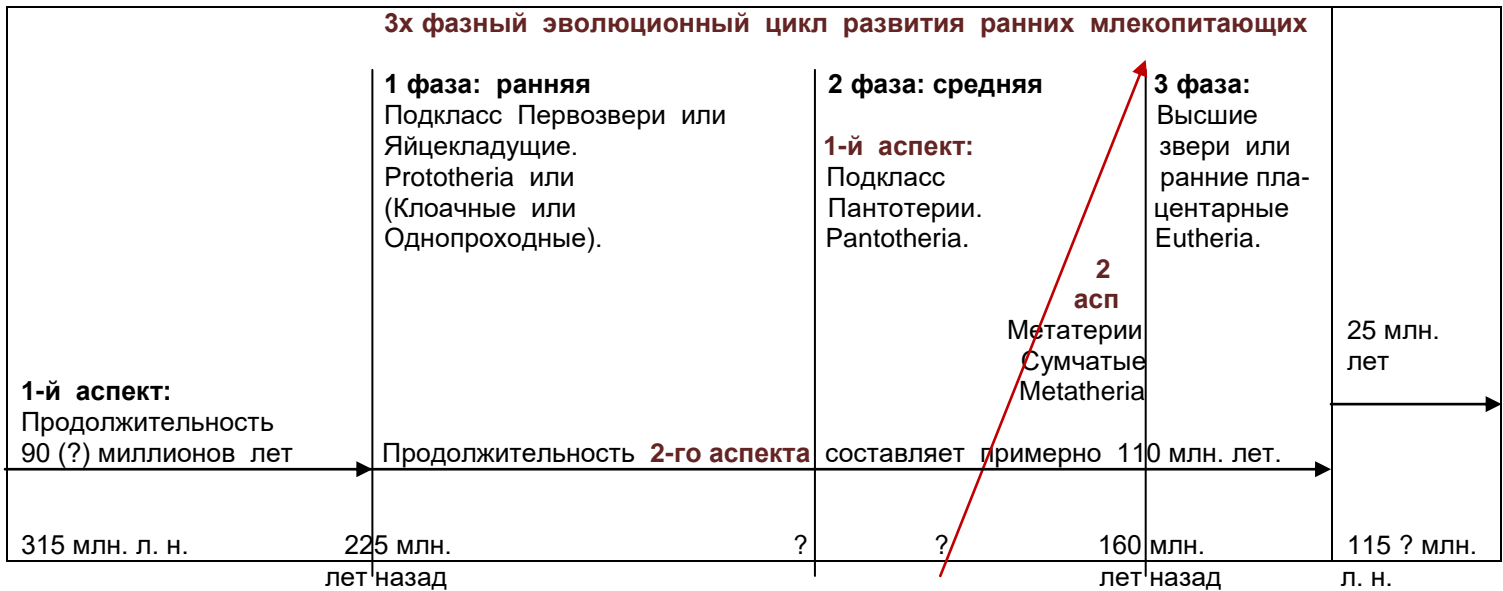 3х фазный эволюционный цикл развития ранних млекопитающих
1 фаза: ранняя
Подкласс Первозвери или
Яйцекладущие.
Prototheria или
(Клоачные или
Однопроходные).
2 фаза: средняя
1-й аспект:
Подкласс
Пантотерии.
Pantotheria.
2
асп
Метатерии
Сумчатые
Metatheria
3 фаза:
Высшие
звери или
ранние пла-
центарные
Eutheria.
25 млн.
лет
1-й аспект:
Продолжительность
90 (?) миллионов лет
Продолжительность 2-го аспекта составляет примерно 110 млн. лет.
315 млн. л. н.
225 млн.
лет назад
?
?
160 млн.
лет назад
115 ? млн.
л. н.